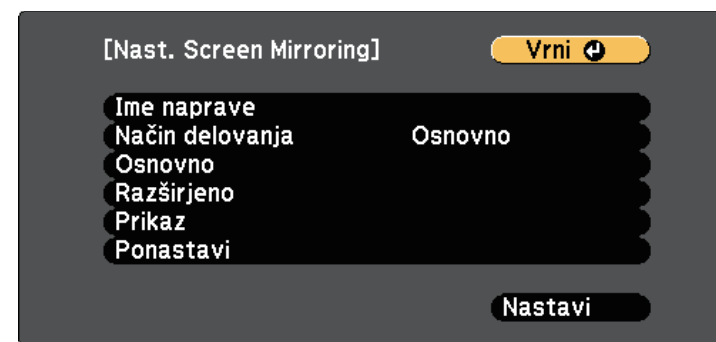 [Nast. Screen Mirroring]
Vrni
Ime naprave
Način delovanja Osnovno
Osnovno
Razširjeno
Prikaz
Ponastavi
Nastavi